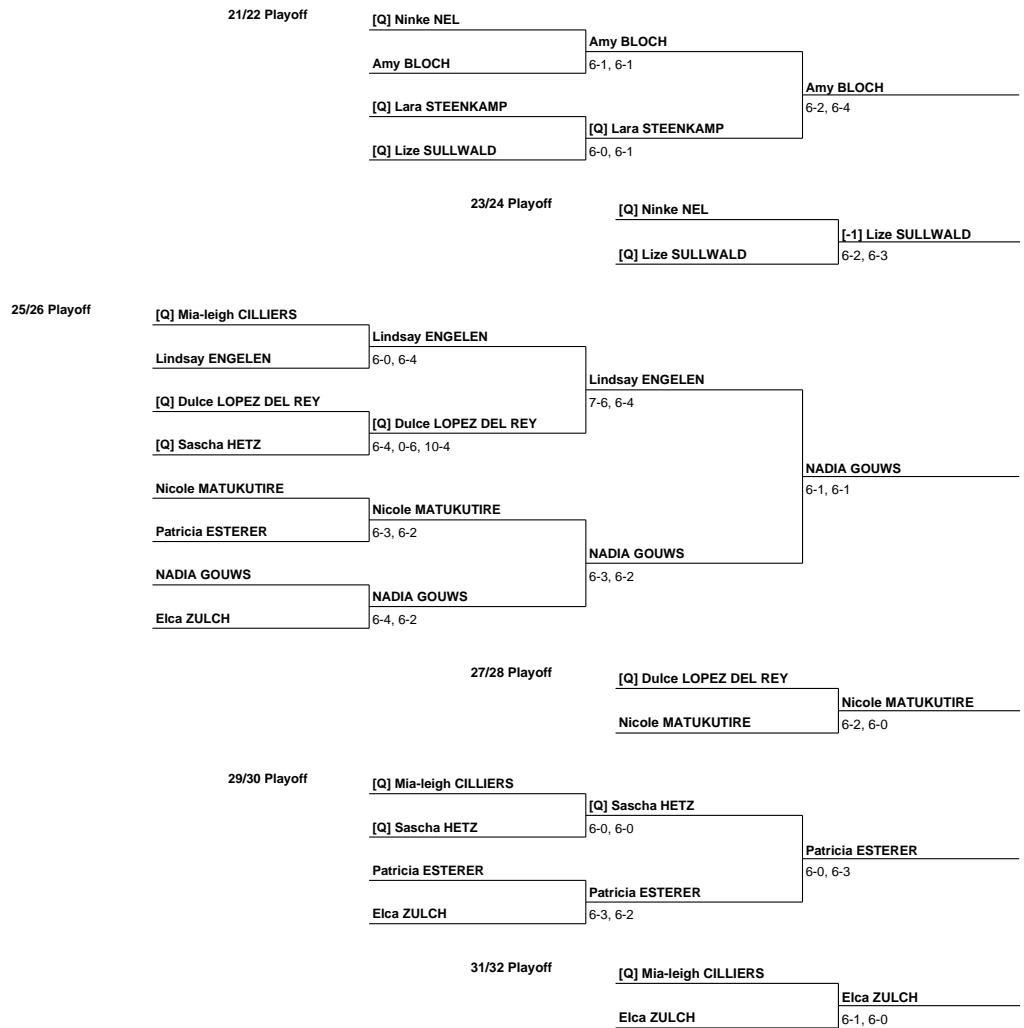 21/22 Playoff
[Q] Ninke NEL
Amy BLOCH
Amy BLOCH
6-1, 6-1
Amy BLOCH
6-2, 6-4
[Q] Lara STEENKAMP
[Q] Lara STEENKAMP
[Q] Lize SULLWALD
6-0, 6-1
23/24 Playoff
[Q] Ninke NEL
[-1] Lize SULLWALD
[Q] Lize SULLWALD
6-2, 6-3
25/26 Playoff
[Q] Mia-leigh CILLIERS
Lindsay ENGELEN
Lindsay ENGELEN
6-0, 6-4
Lindsay ENGELEN
7-6, 6-4
[Q] Dulce LOPEZ DEL REY
[Q] Dulce LOPEZ DEL REY
[Q] Sascha HETZ
6-4, 0-6, 10-4
NADIA GOUWS
6-1, 6-1
Nicole MATUKUTIRE
Nicole MATUKUTIRE
Patricia ESTERER
6-3, 6-2
NADIA GOUWS
6-3, 6-2
NADIA GOUWS
NADIA GOUWS
Elca ZULCH
6-4, 6-2
27/28 Playoff
[Q] Dulce LOPEZ DEL REY
Nicole MATUKUTIRE
Nicole MATUKUTIRE
6-2, 6-0
29/30 Playoff
[Q] Mia-leigh CILLIERS
[Q] Sascha HETZ
[Q] Sascha HETZ
6-0, 6-0
Patricia ESTERER
6-0, 6-3
Patricia ESTERER
Patricia ESTERER
Elca ZULCH
6-3, 6-2
31/32 Playoff
[Q] Mia-leigh CILLIERS
Elca ZULCH
Elca ZULCH
6-1, 6-0